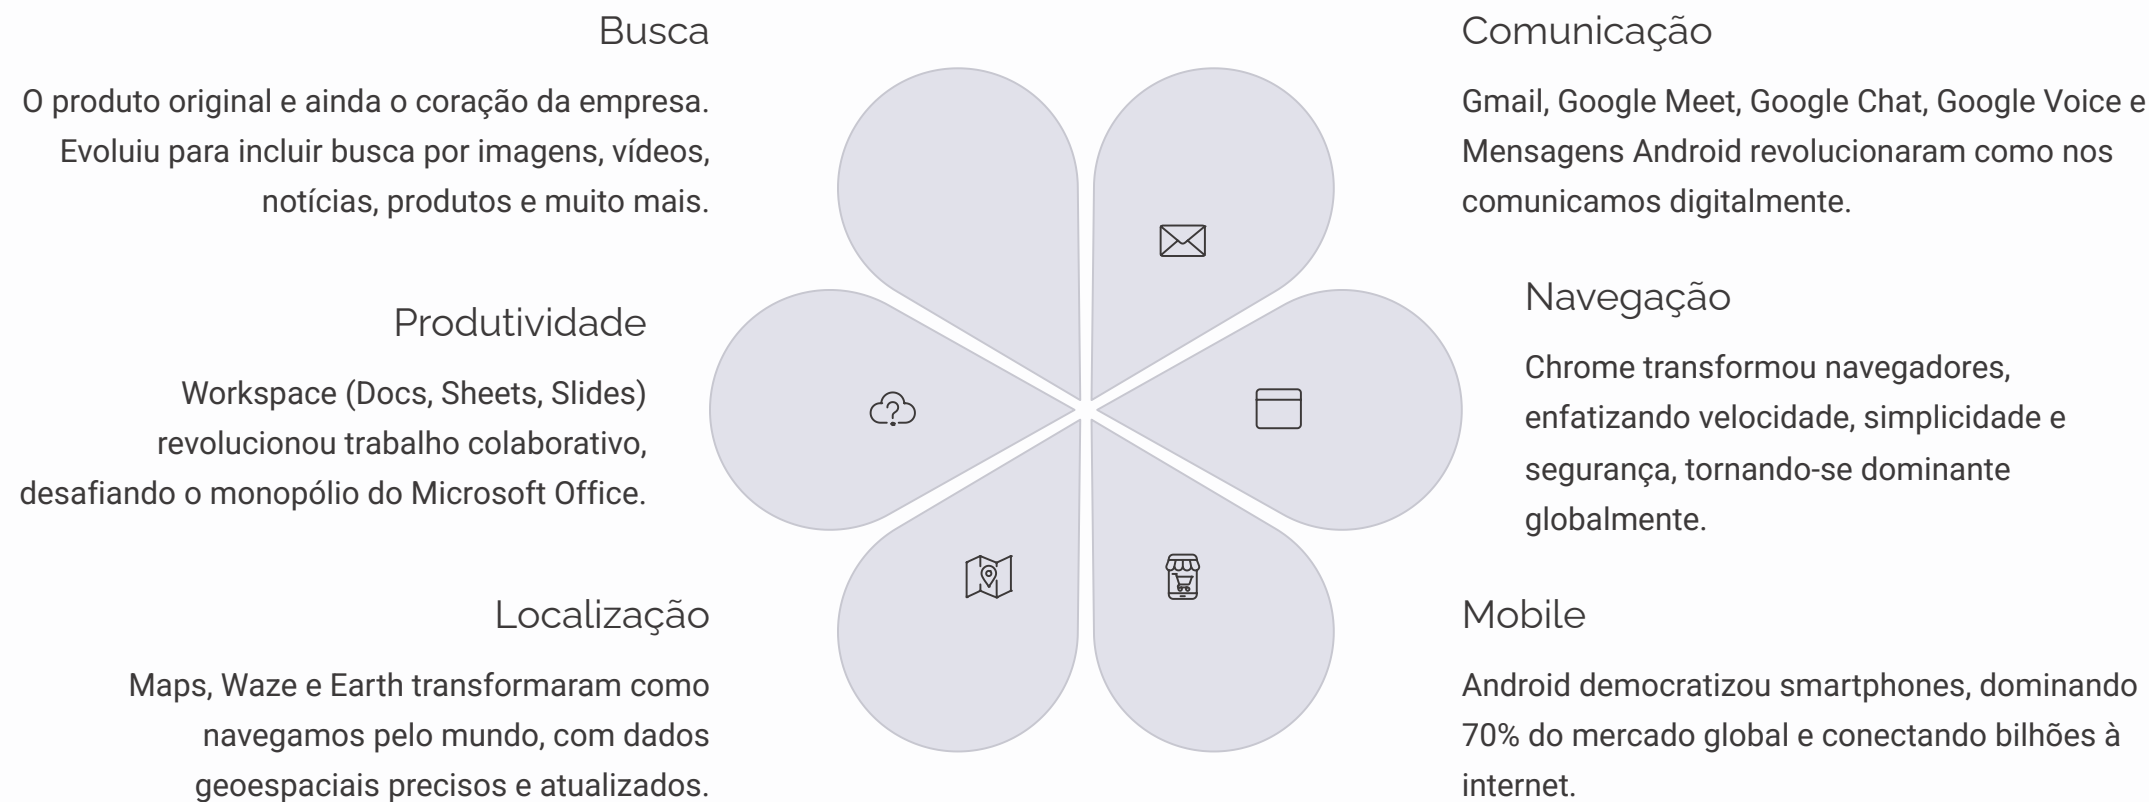 Busca
O produto original e ainda o coração da empresa.
Evoluiu para incluir busca por imagens, vídeos,
notícias, produtos e muito mais.
Comunicação
Gmail, Google Meet, Google Chat, Google Voice e
Mensagens Android revolucionaram como nos
comunicamos digitalmente.
Produtividade
Workspace (Docs, Sheets, Slides)
revolucionou trabalho colaborativo,
desafiando o monopólio do Microsoft Office.
Navegação
Chrome transformou navegadores,
enfatizando velocidade, simplicidade e
segurança, tornando-se dominante
globalmente.
Localização
Maps, Waze e Earth transformaram como
navegamos pelo mundo, com dados
geoespaciais precisos e atualizados.
Mobile
Android democratizou smartphones, dominando
70% do mercado global e conectando bilhões à
internet.